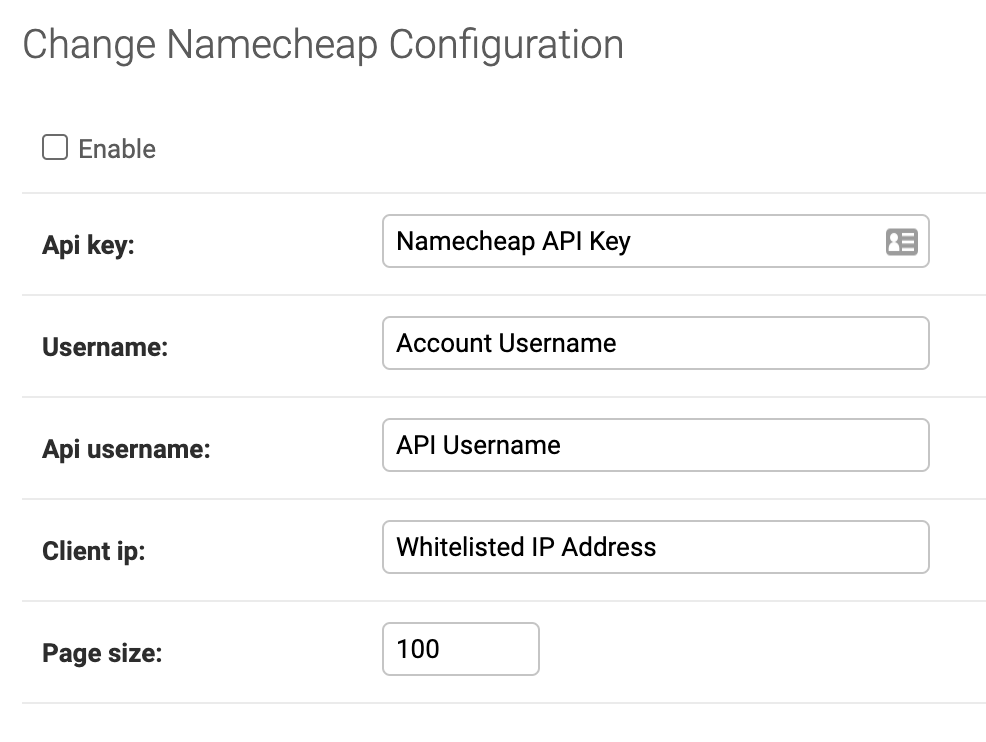 Change Namecheap Configuration
Enable
Api key: Namecheap API Key
Username: Account Username
Api username: API Username
Client ip: Whitelisted IP Address
Page size: 100